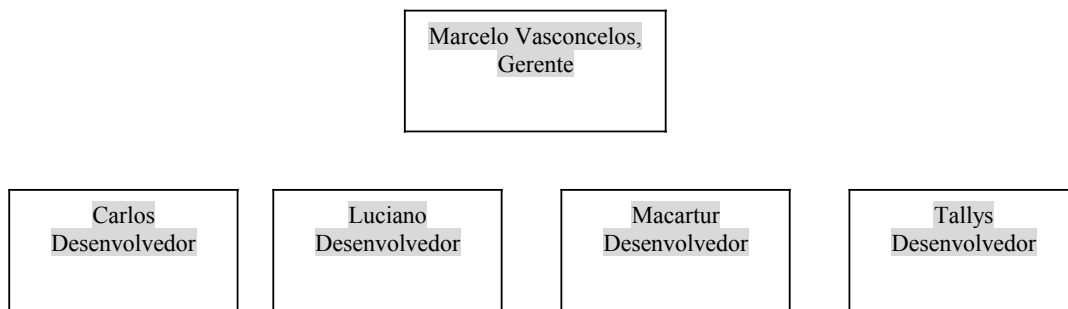 Marcelo Vasconcelos,
Gerente
Carlos
Desenvolvedor
Luciano
Desenvolvedor
Macartur
Desenvolvedor
Tallys
Desenvolvedor